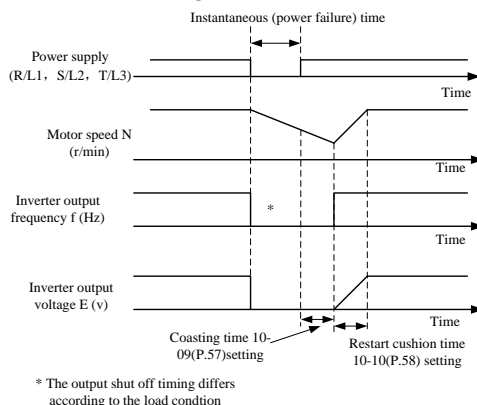 Instantaneous (power failure) time
Power supply
(R/L1, S/L2, T/L3)
Time
Motor speed N
(r/min)
Time
Inverter output
frequency f (Hz)
*
Time
Inverter output
voltage E (v)
Time
Coasting time 10-
09(P.57)setting
Restart cushion time
10-10(P.58) setting
* The output shut off timing differs
according to the load condtion